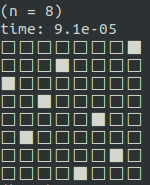 (n = 8)
time: 9.1e-05
□ □ □ □ □ □ □ ■
□ □ □ ■ □ □ □ □
■ □ □ □ □ □ □ □
□ □ ■ □ □ □ □ □
□ □ □ □ □ ■ □ □
□ ■ □ □ □ □ □ □
□ □ □ □ □ □ ■ □
□ □ □ □ ■ □ □ □